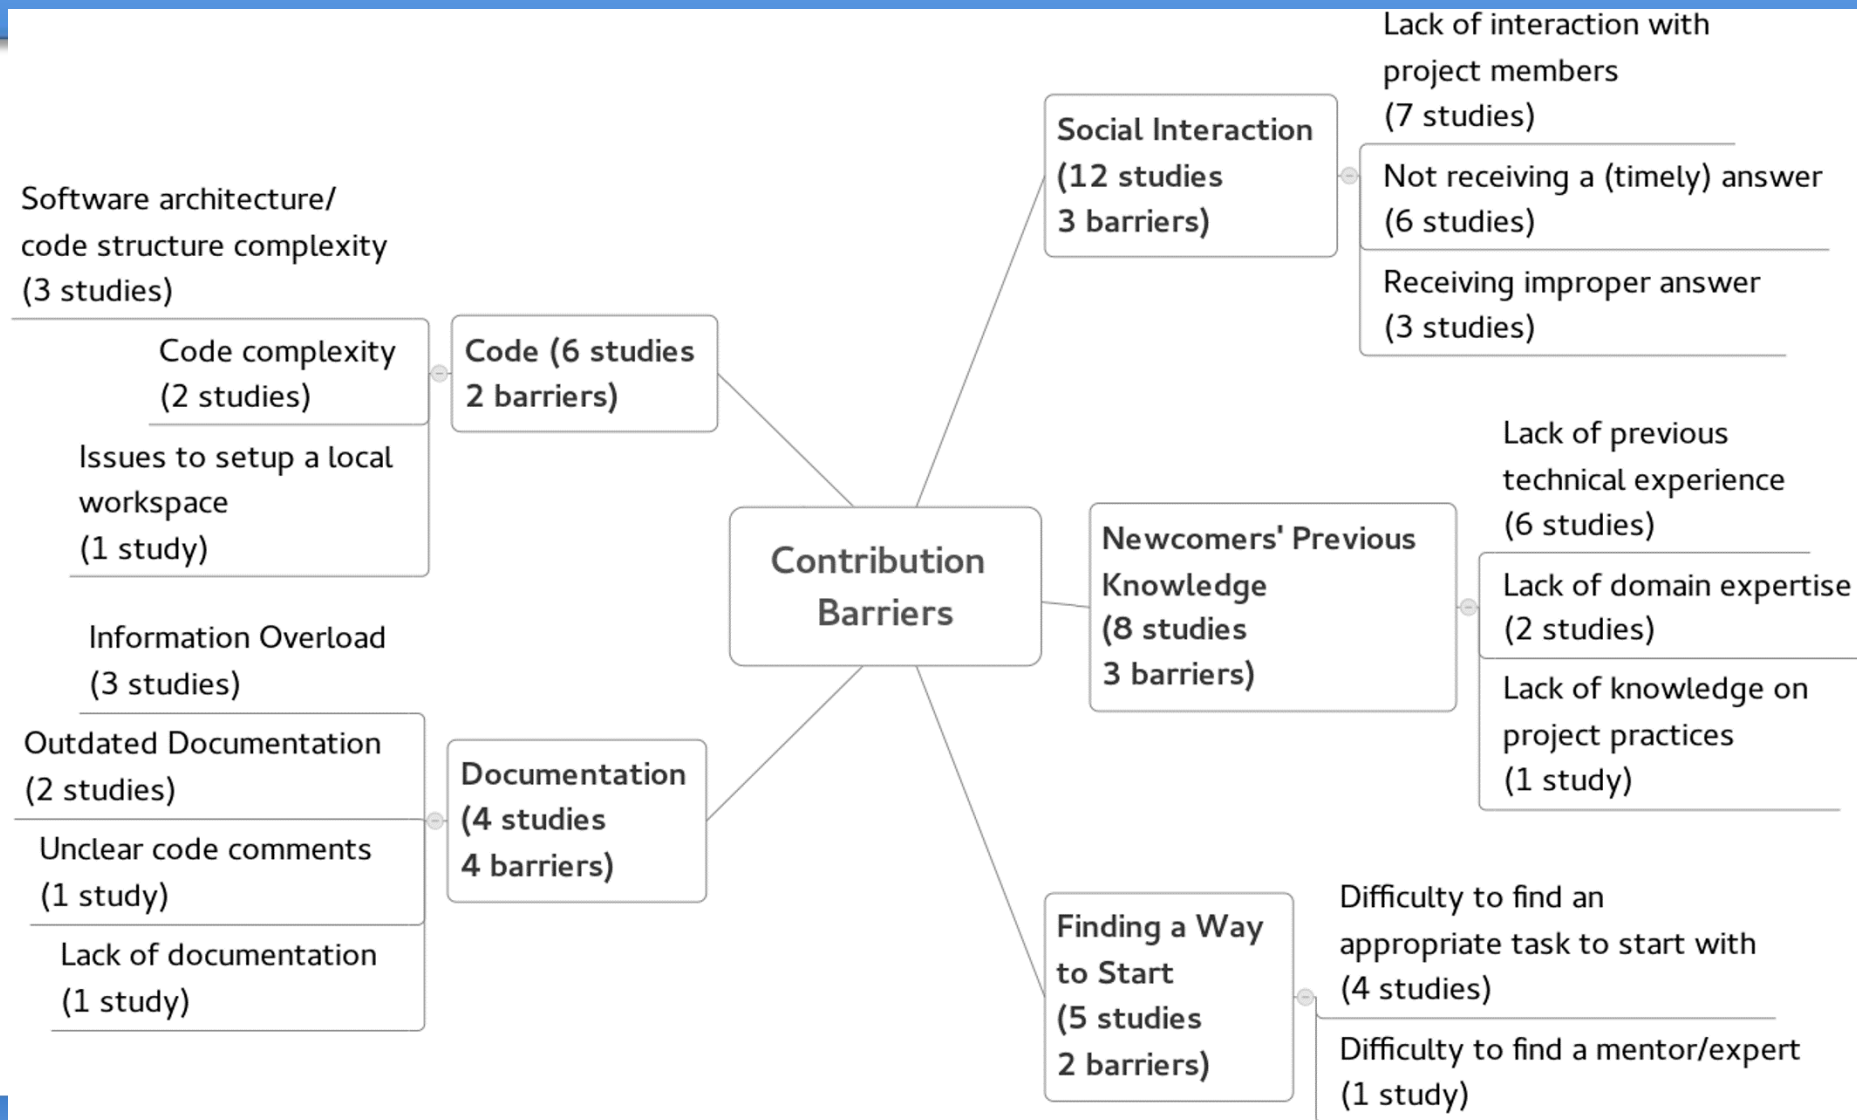 Contribution
Barriers
Software architecture/
code structure complexity
(3 studies)
Code complexity
(2 studies)
Issues to setup a local
workspace
(1 study)
Code (6 studies
2 barriers)
Information Overload
(3 studies)
Outdated Documentation
(2 studies)
Unclear code comments
(1 study)
Lack of documentation
(1 study)
Documentation
(4 studies
4 barriers)
Social Interaction
(12 studies
3 barriers)
Lack of interaction with
project members
(7 studies)
Not receiving a (timely) answer
(6 studies)
Receiving improper answer
(3 studies)
Newcomers' Previous
Knowledge
(8 studies
3 barriers)
Lack of previous
technical experience
(6 studies)
Lack of domain expertise
(2 studies)
Lack of knowledge on
project practices
(1 study)
Finding a Way
to Start
(5 studies
2 barriers)
Difficulty to find an
appropriate task to start with
(4 studies)
Difficulty to find a mentor/expert
(1 study)